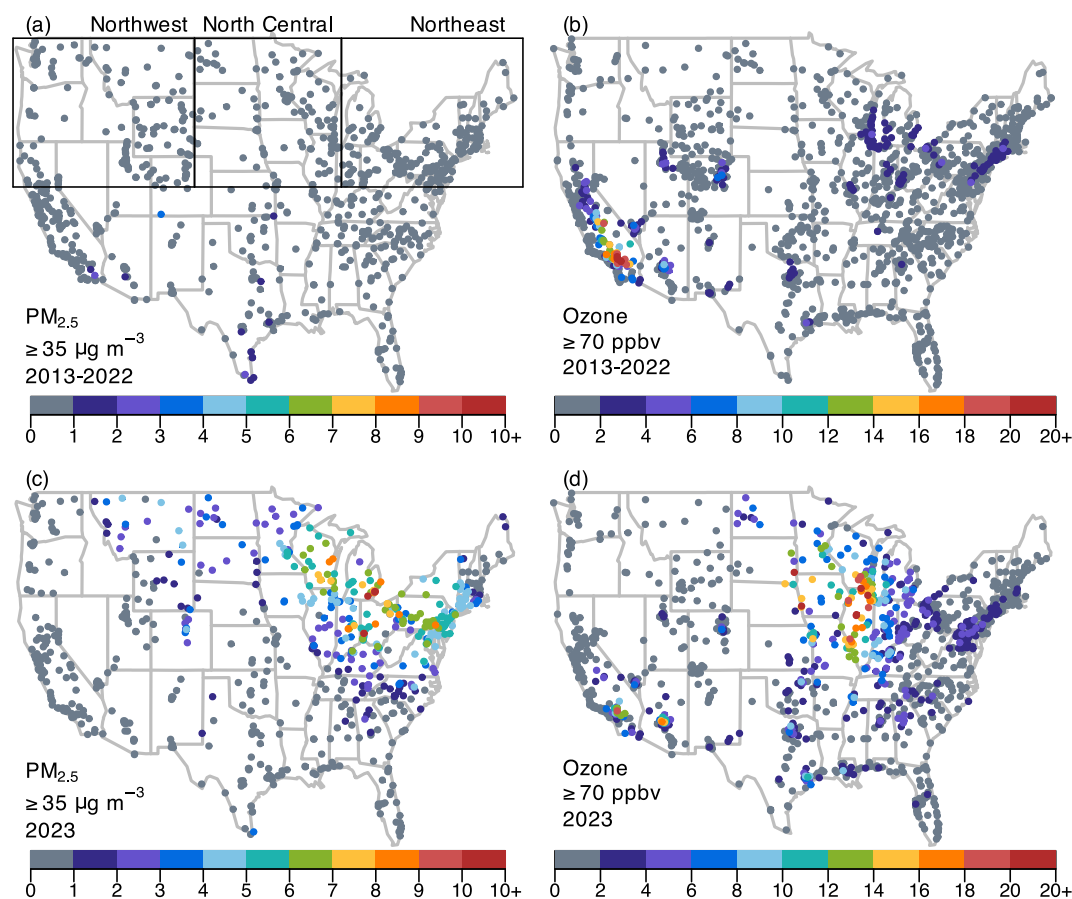 (a) Northwest North Central Northeast
PM2.5
≥ 35 µg m−3
2013-2022
0 1 2 3 4 5 6 7 8 9 10 10+
(b)
Ozone
≥ 70 ppbv
2013-2022
0 2 4 6 8 10 12 14 16 18 20 20+
(c)
PM2.5
≥ 35 µg m−3
2023
0 1 2 3 4 5 6 7 8 9 10 10+
(d)
Ozone
≥ 70 ppbv
2023
0 2 4 6 8 10 12 14 16 18 20 20+